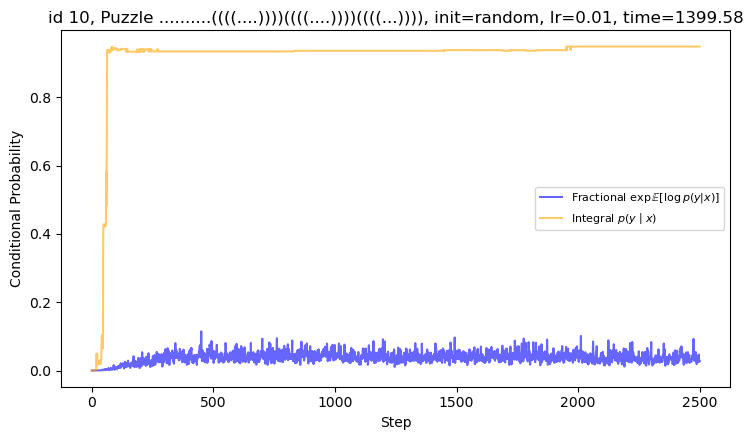 id 10, Puzzle ..........((((....))))((((....))))((((...)))), init=random, lr=0.01, time=1399.58
Conditional Probability
0.8
0.6
0.4
0.2
0.0
Fractional exp𝔼[log p(y|x)]
Integral p(y | x)
0 500 1000 1500 2000 2500
Step